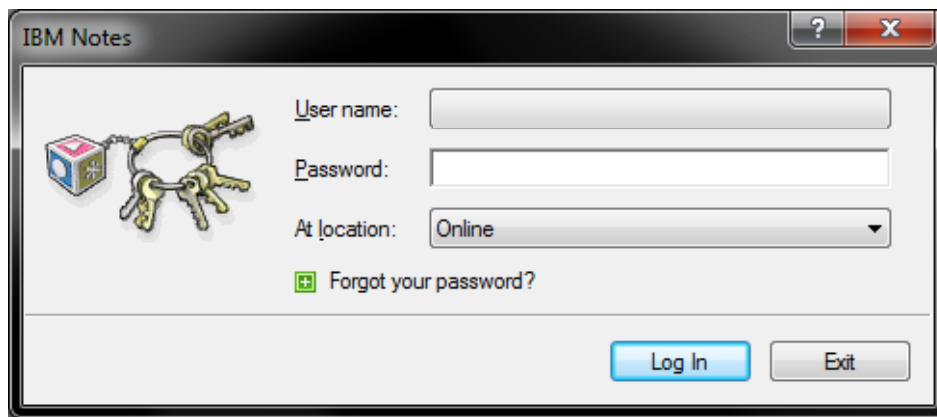 IBM Notes
User name:
Password:
At location: Online
Forgot your password?
Log In Exit